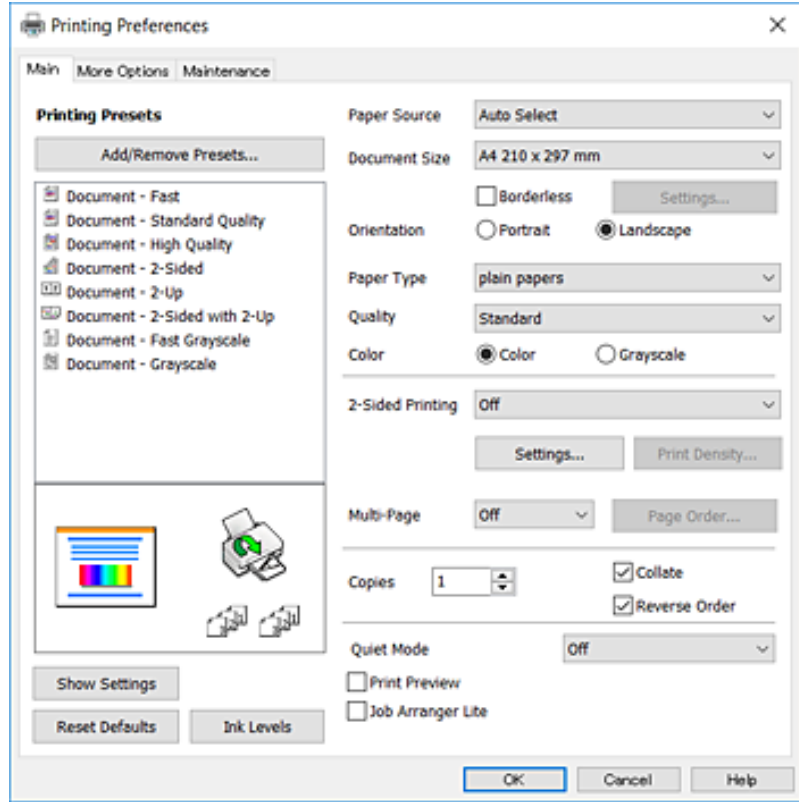 Printing Preferences
Main More Options Maintenance
Printing Presets
Add/Remove Presets...
Document - Fast
Document - Standard Quality
Document - High Quality
Document - 2-Sided
Document - 2-Up
Document - 2-Sided with 2-Up
Document - Fast Grayscale
Document - Grayscale
Show Settings
Reset Defaults Ink Levels
Paper Source Auto Select
Document Size A4 210 x 297 mm
Borderless Settings...
Orientation Portrait Landscape
Paper Type plain papers
Quality Standard
Color Color Grayscale
2-Sided Printing Off
Settings... Print Density...
Multi-Page Off Page Order...
Copies 1 Collate
Reverse Order
Quiet Mode Off
Print Preview
Job Arranger Lite
OK Cancel Help